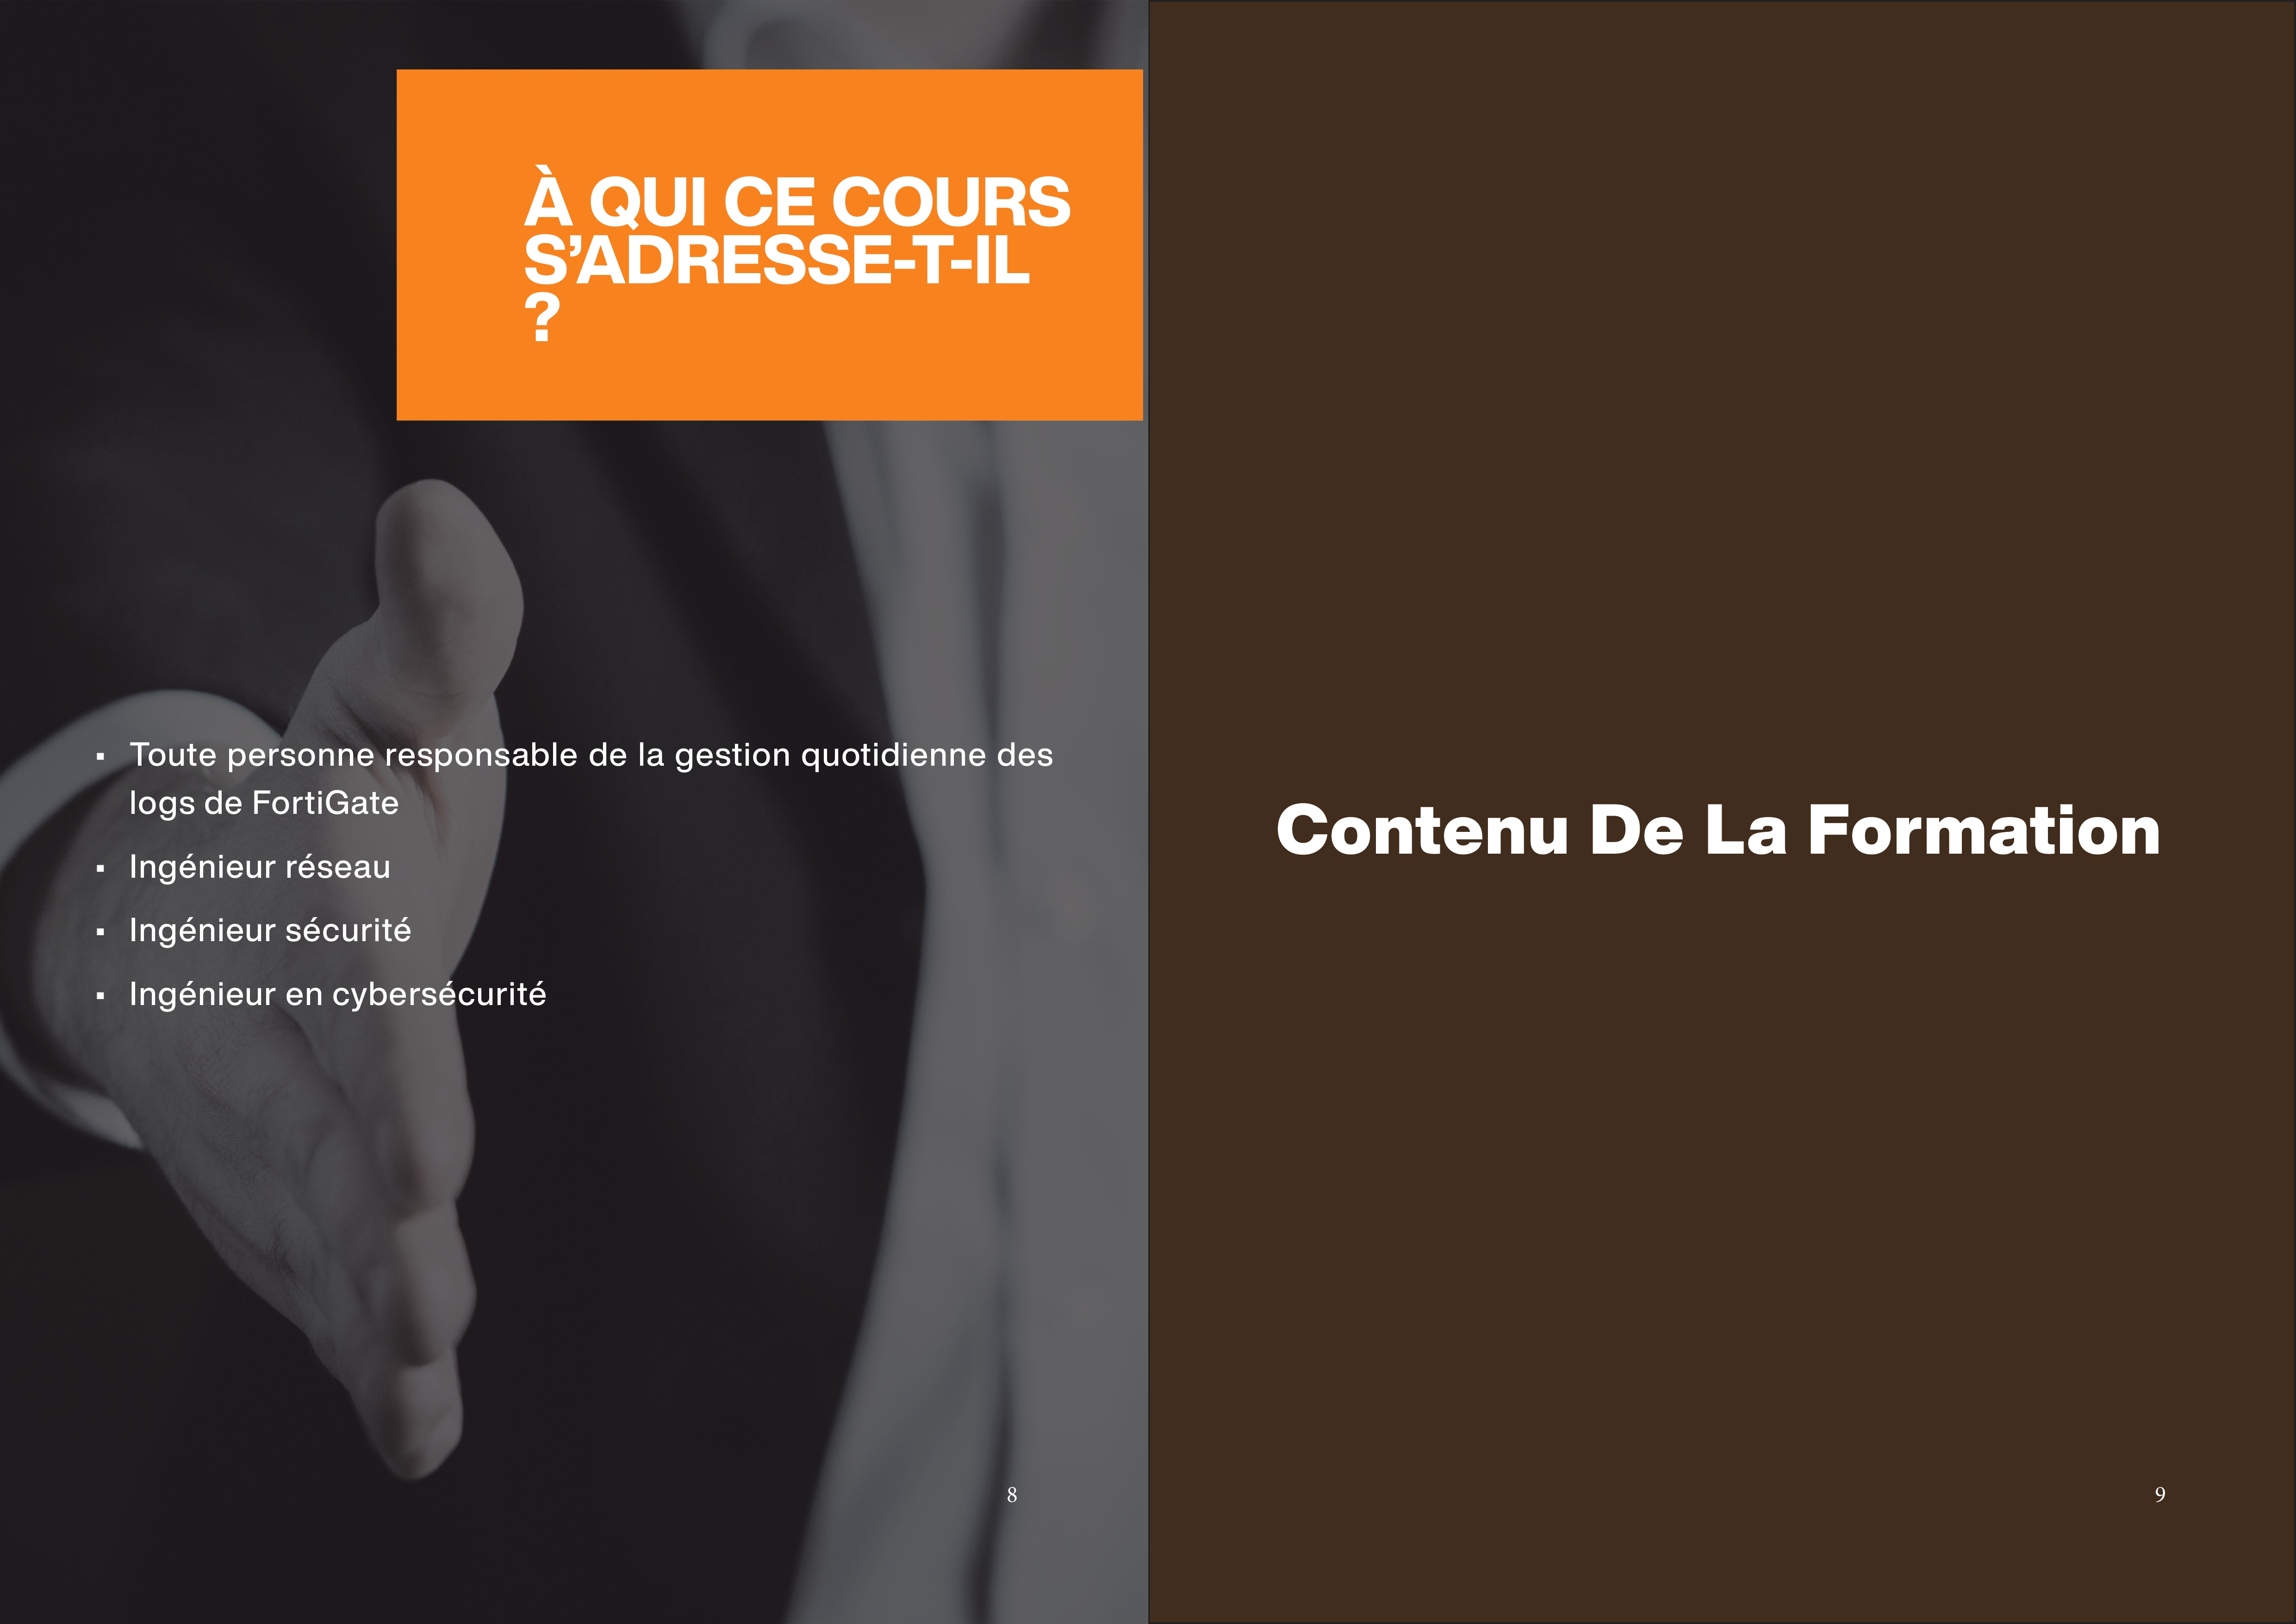 À QUI CE COURS
S’ADRESSE-T-IL
?
▪ Toute personne responsable de la gestion quotidienne des
logs de FortiGate
▪ Ingénieur réseau
▪ Ingénieur sécurité
▪ Ingénieur en cybersécurité
8
Contenu De La Formation
9